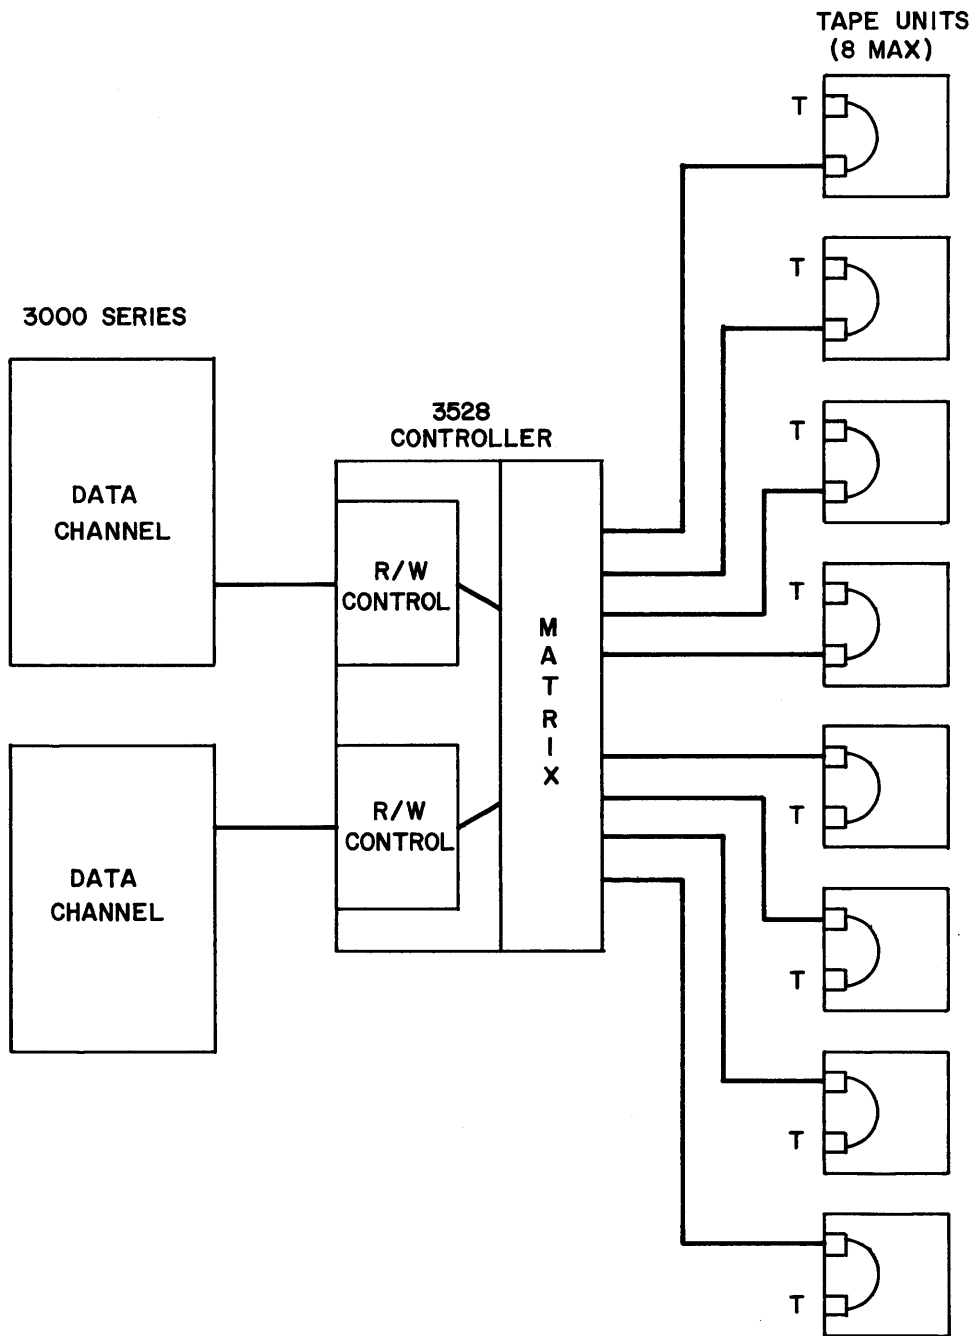 TAPE UNITS
(8 MAX)
T
T
3000 SERIES
T
3528
CONTROLLER
DATA
CHANNEL
R/W
CONTROL
T
M
A
T
R
I
X
R/W
CONTROL
T
DATA
CHANNEL
T
T
T